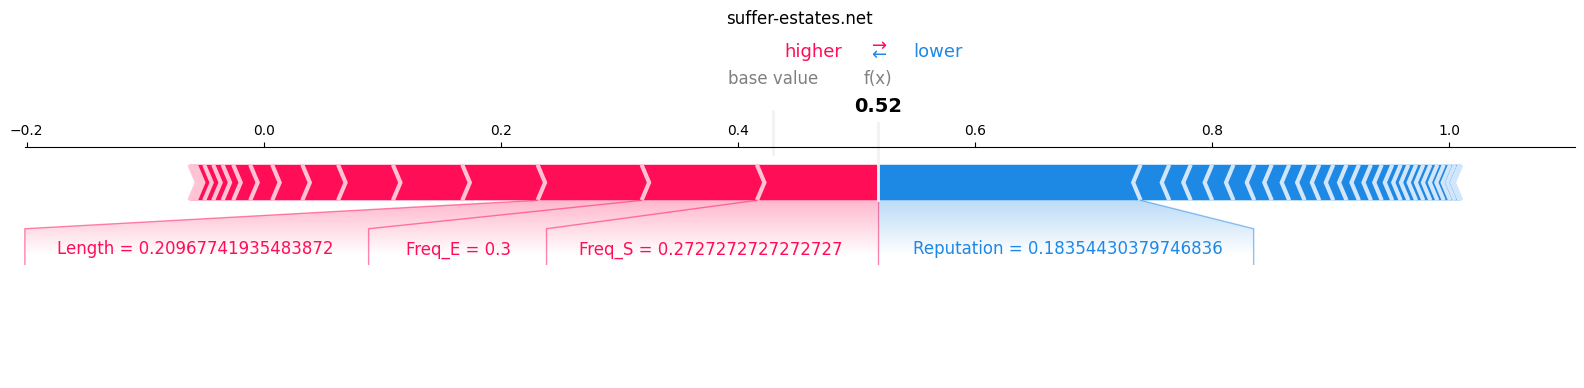 suffer-estates.net
higher ⇄ lower
base value f(x)
0.52
−0.2 0.0 0.2 0.4 0.6 0.8 1.0
Length = 0.20967741935483872 Freq_E = 0.3 Freq_S = 0.2727272727272727 Reputation = 0.18354430379746836